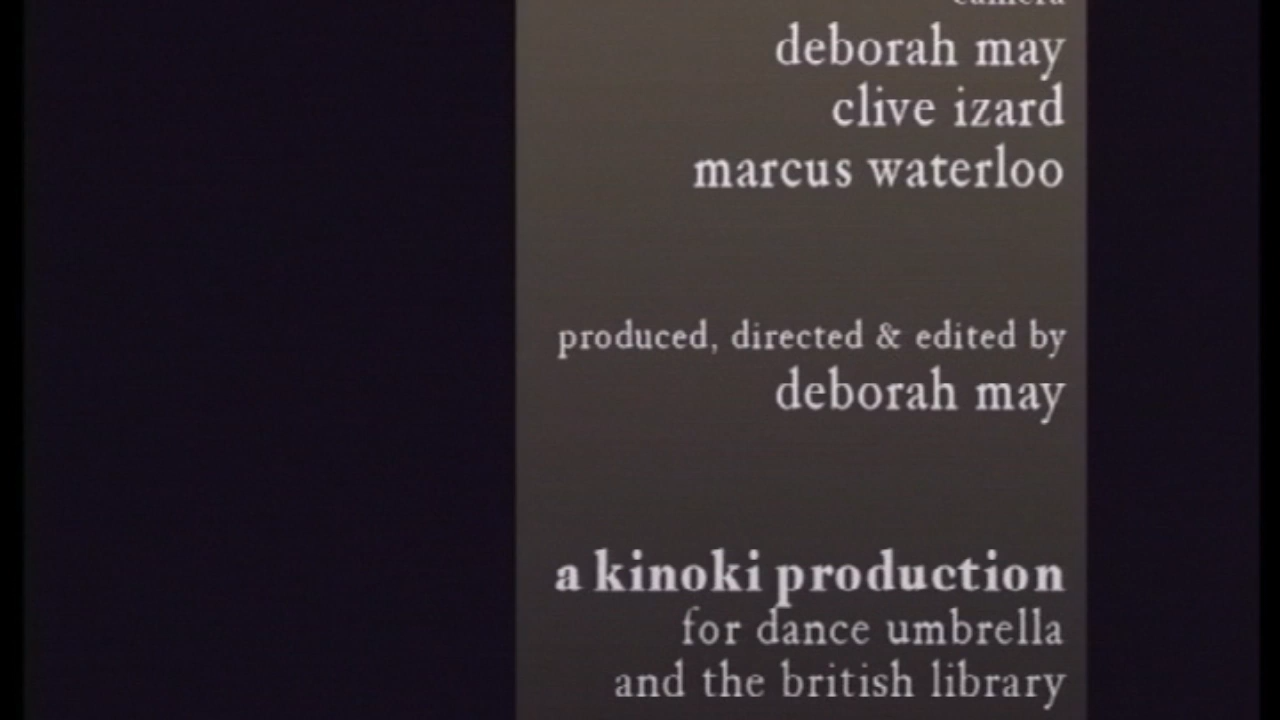 camera
deborah may
clive izard
marcus waterloo
produced, directed & edited by
deborah may
a kinoki production
for dance umbrella
and the british library